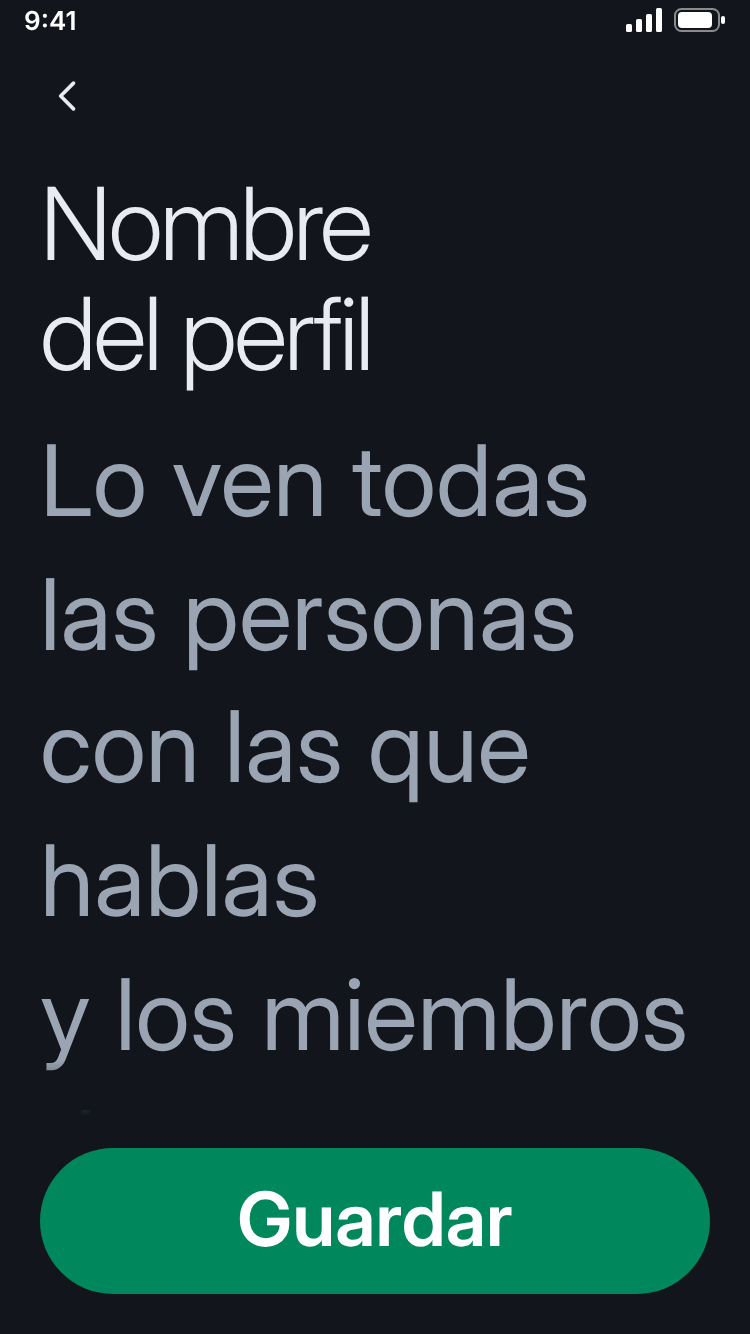 9:41
Nombre
del perfil
Lo ven todas
las personas
con las que
hablas
y los miembros
Guardar